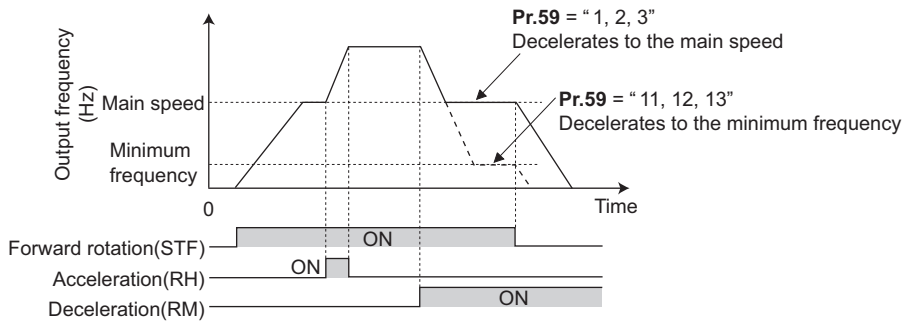 Pr.59 = “ 1, 2, 3”
Decelerates to the main speed
Output frequency
(Hz)
Main speed
Pr.59 = “ 11, 12, 13”
Decelerates to the minimum frequency
Minimum
frequency
0
Time
Forward rotation(STF)
ON
Acceleration(RH)
ON
Deceleration(RM)
ON